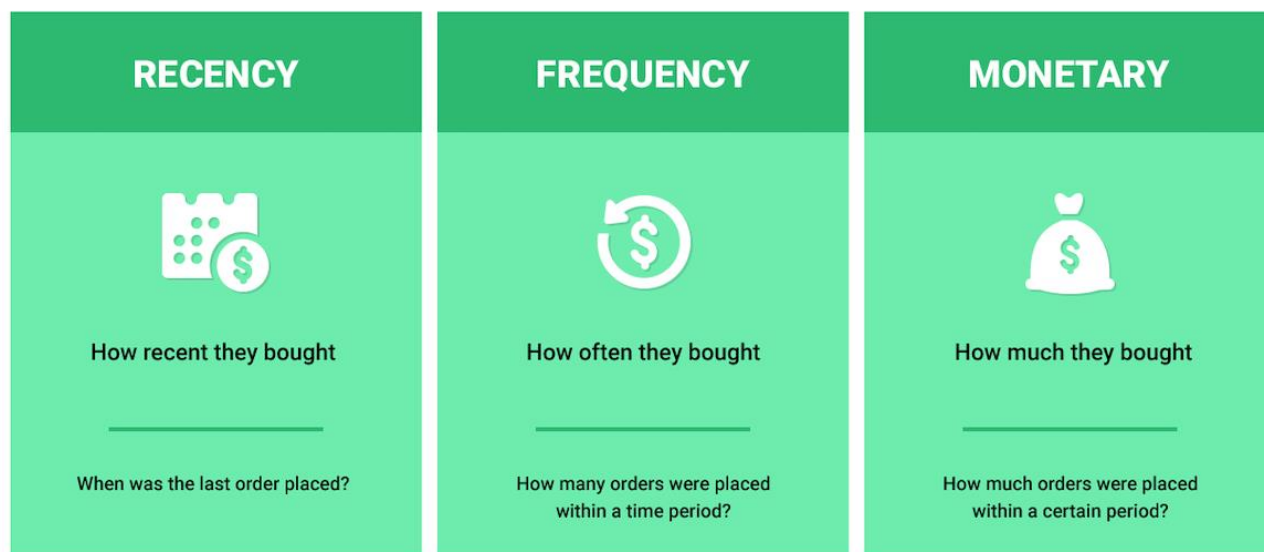 RECENCY
How recent they bought
When was the last order placed?
FREQUENCY
How often they bought
How many orders were placed
within a time period?
MONETARY
How much they bought
How much orders were placed
within a certain period?